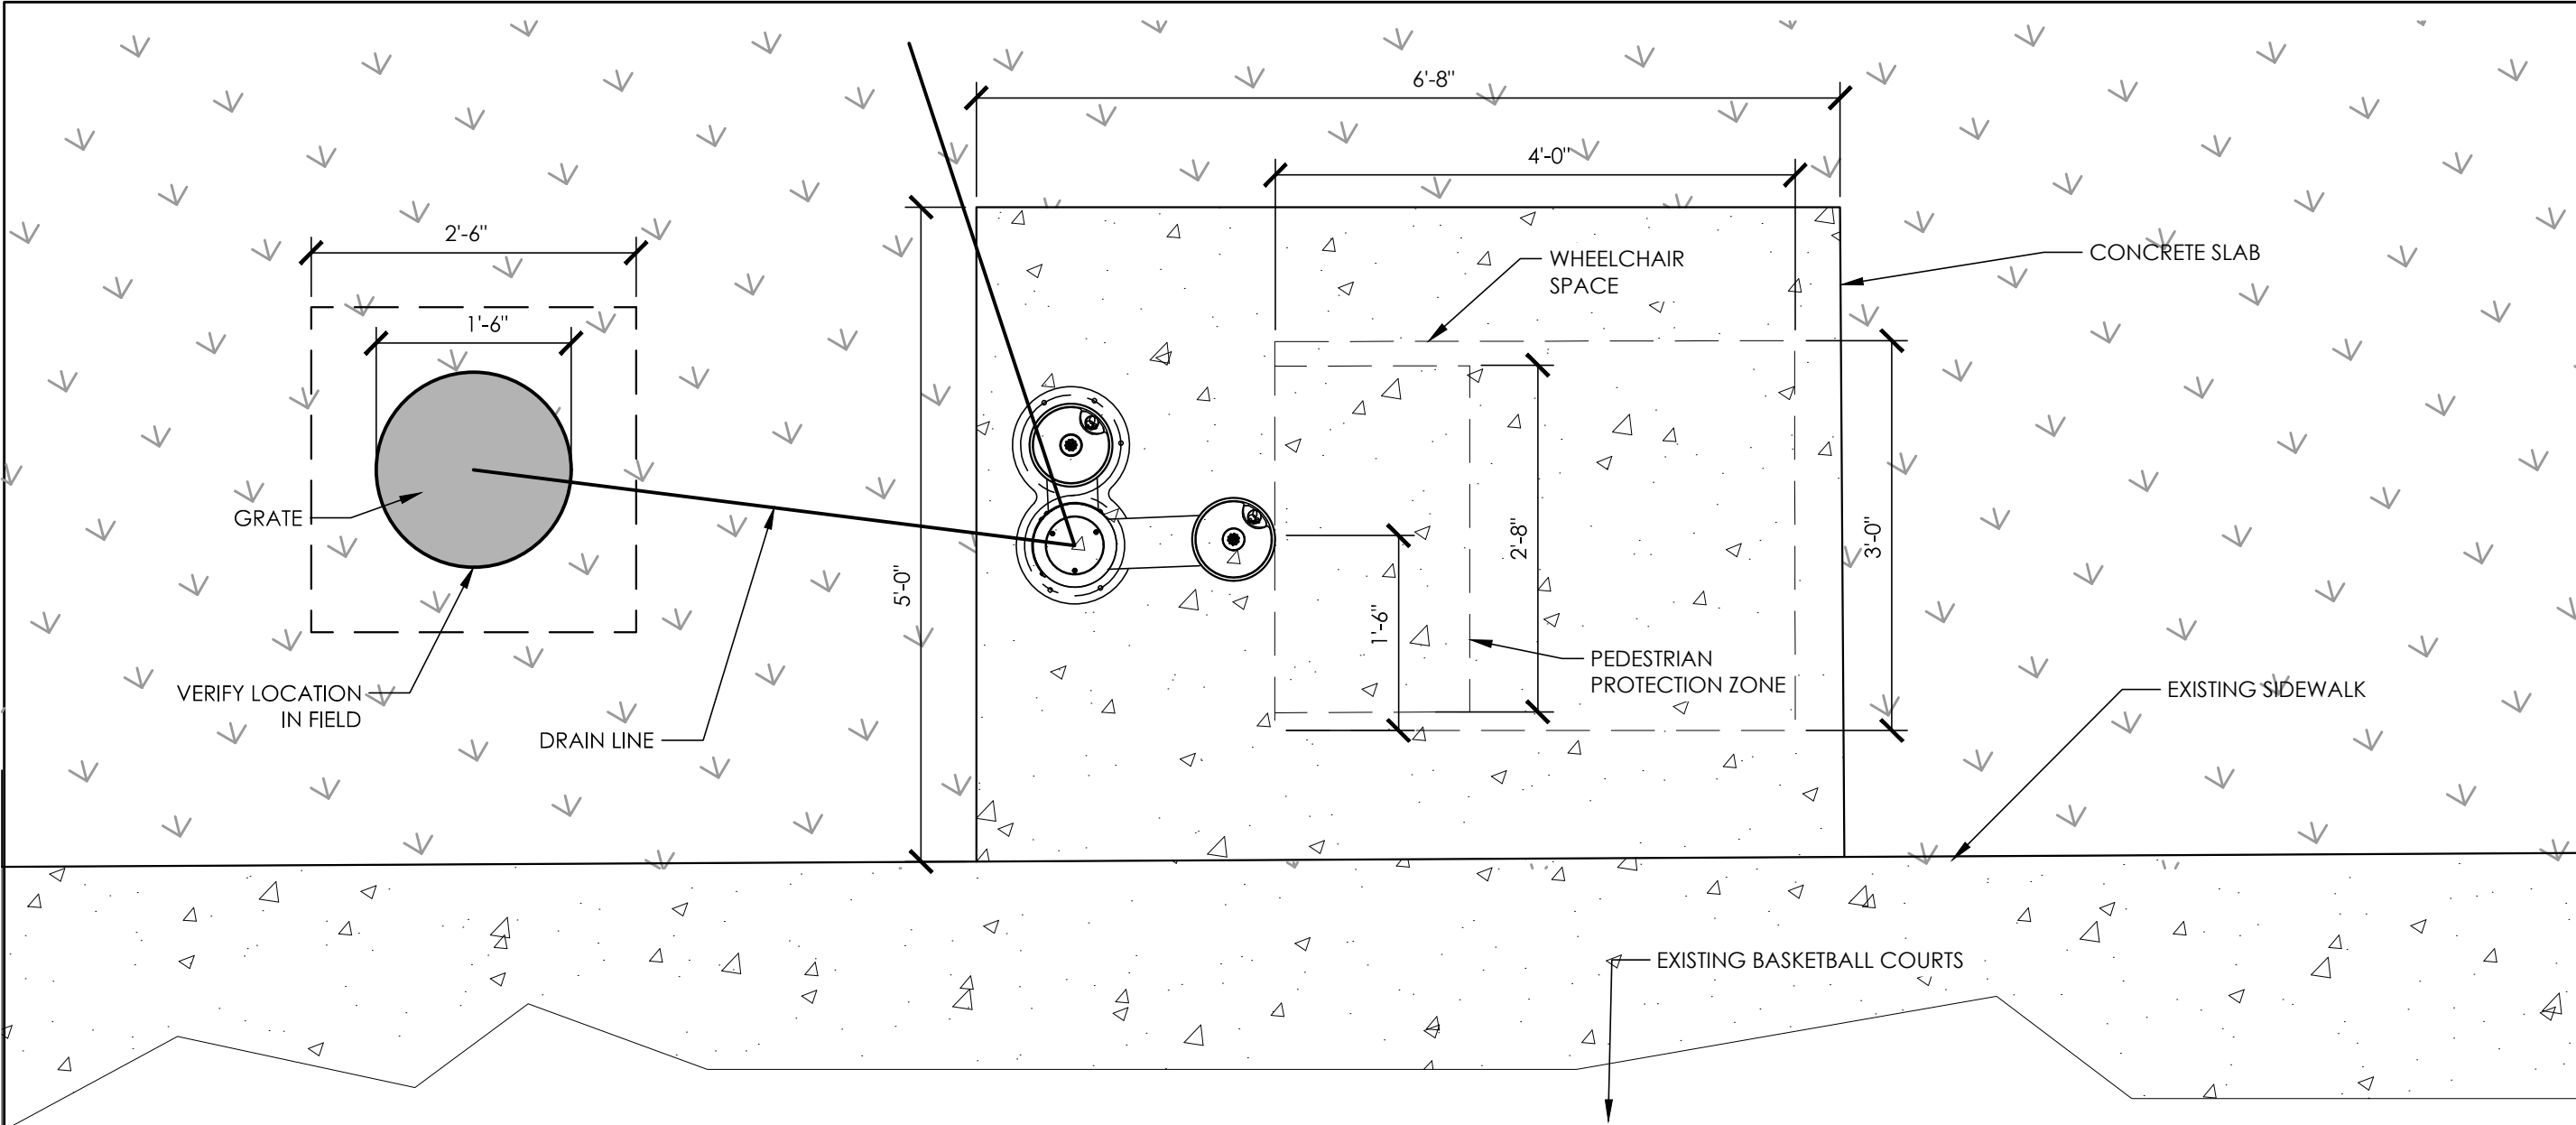 6'-8"
4'-0"
2'-6"
WHEELCHAIR
SPACE
CONCRETE SLAB
1'-6"
GRATE
5'-0"
2'-8"
3'-0"
1'-6"
PEDESTRIAN
PROTECTION ZONE
VERIFY LOCATION
IN FIELD
DRAIN LINE
EXISTING SIDEWALK
EXISTING BASKETBALL COURTS